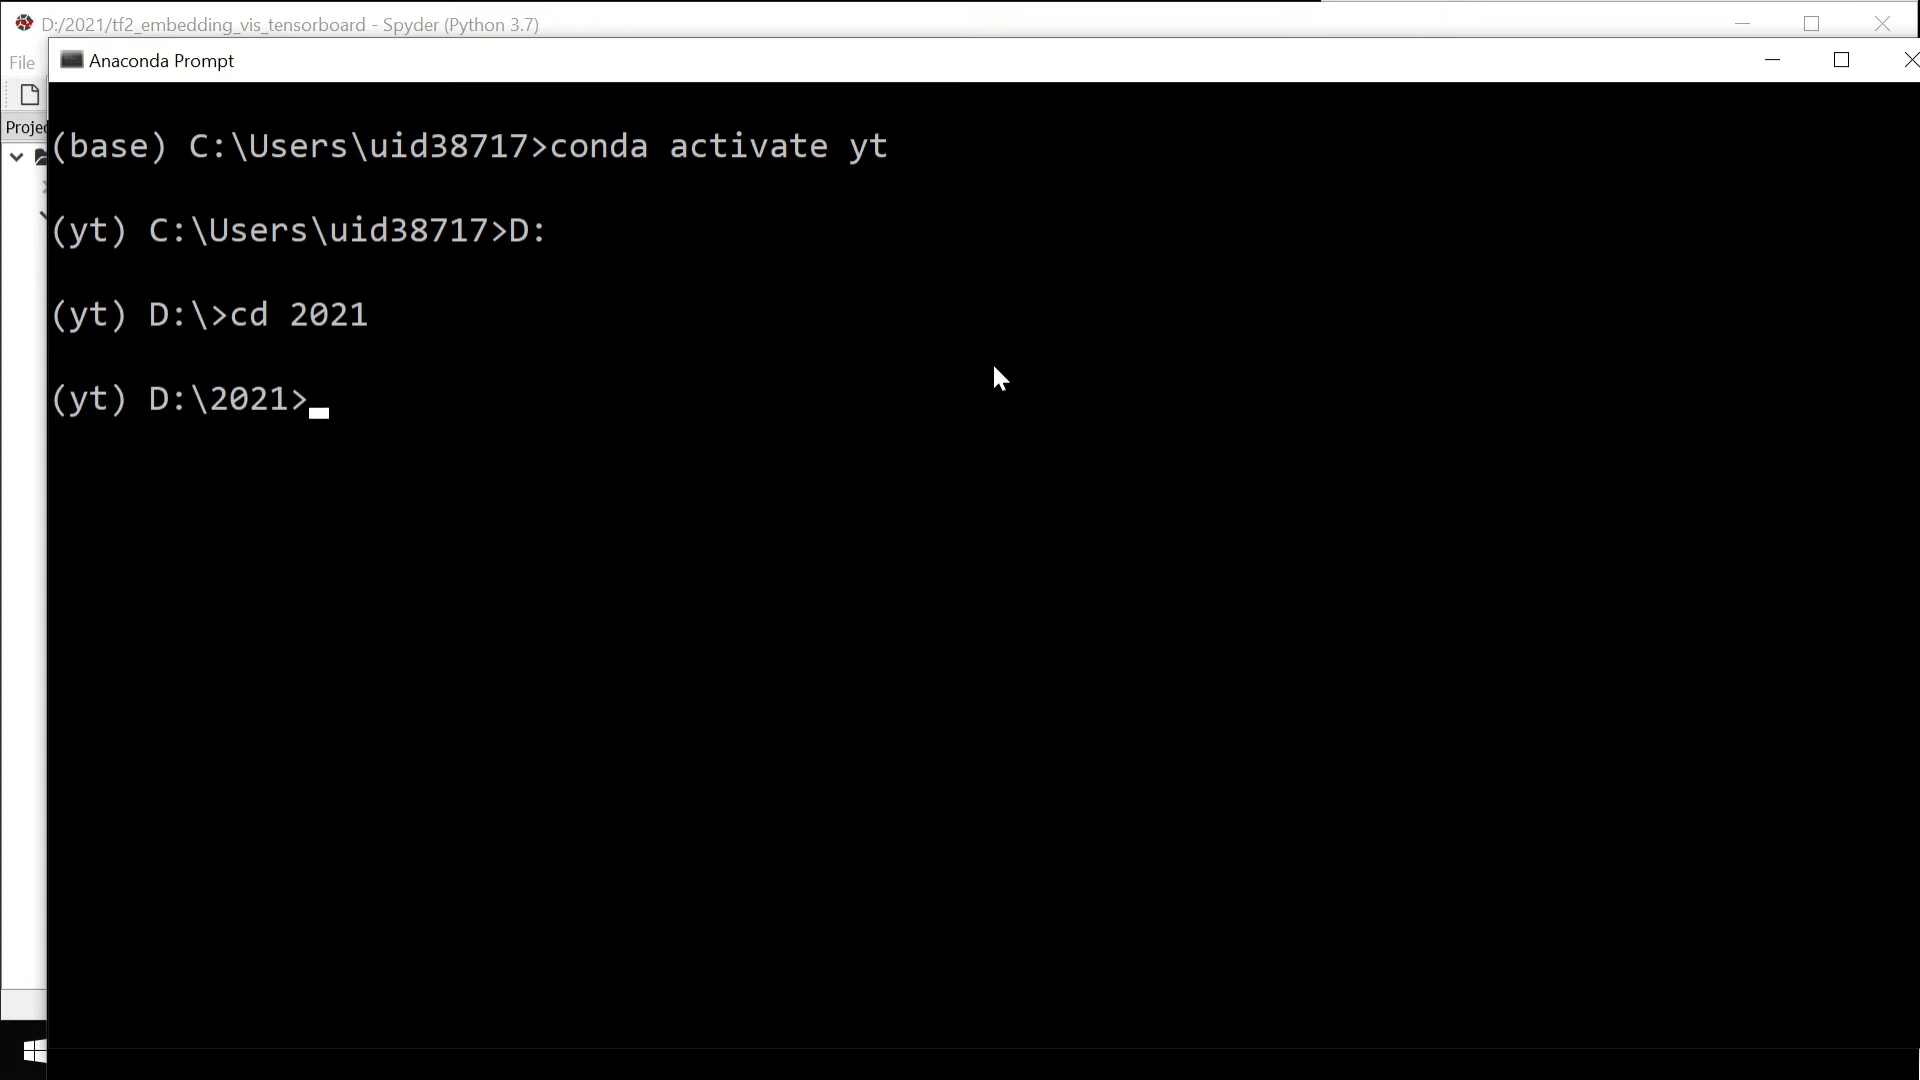 D:/2021/tf2_embedding_vis_tensorboard - Spyder (Python 3.7)
File
Anaconda Prompt
(base) C:\Users\uid38717>conda activate yt
(yt) C:\Users\uid38717>D:
(yt) D:\>cd 2021
(yt) D:\2021>